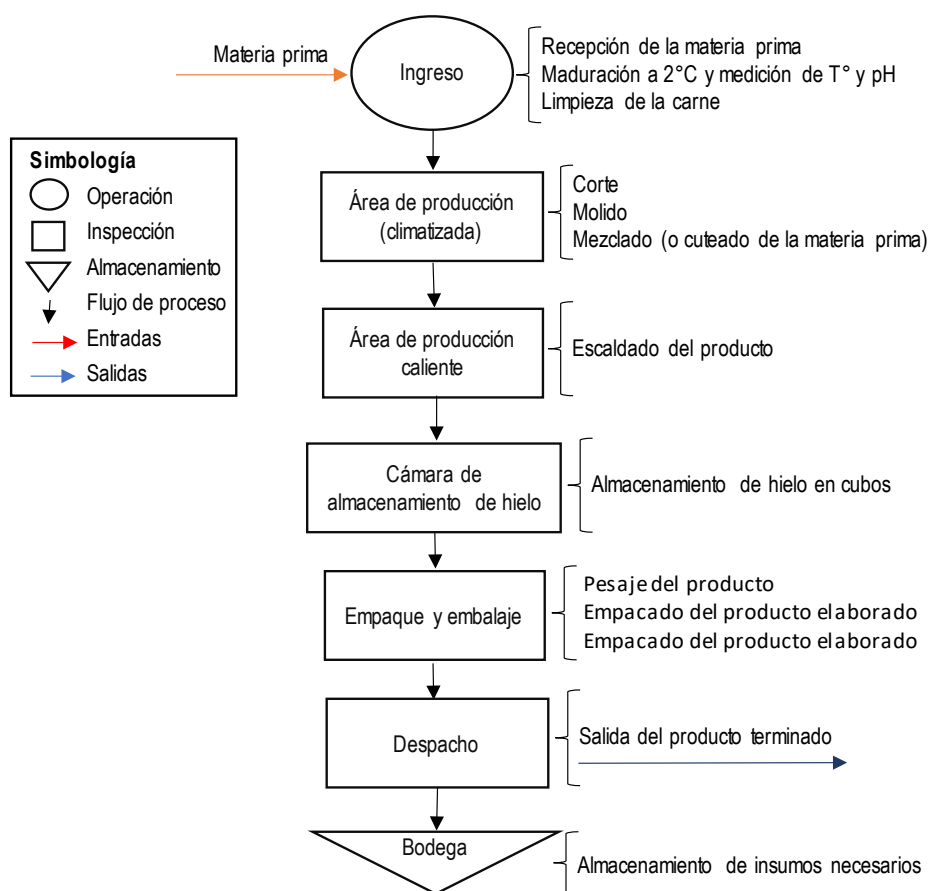 Materia prima
Ingreso
Recepción de la materia prima
Maduración a 2°C y medición de T° y pH
Limpieza de la carne
Simbología
Operación
Inspección
Almacenamiento
Flujo de proceso
Entradas
Salidas
Área de producción
(climatizada)
Corte
Molido
Mezclado (o cuteado de la materia prima)
Área de producción
caliente
Escaldado del producto
Cámara de
almacenamiento de hielo
Almacenamiento de hielo en cubos
Empaque y embalaje
Pesaje del producto
Empacado del producto elaborado
Empacado del producto elaborado
Despacho
Salida del producto terminado
Bodega
Almacenamiento de insumos necesarios